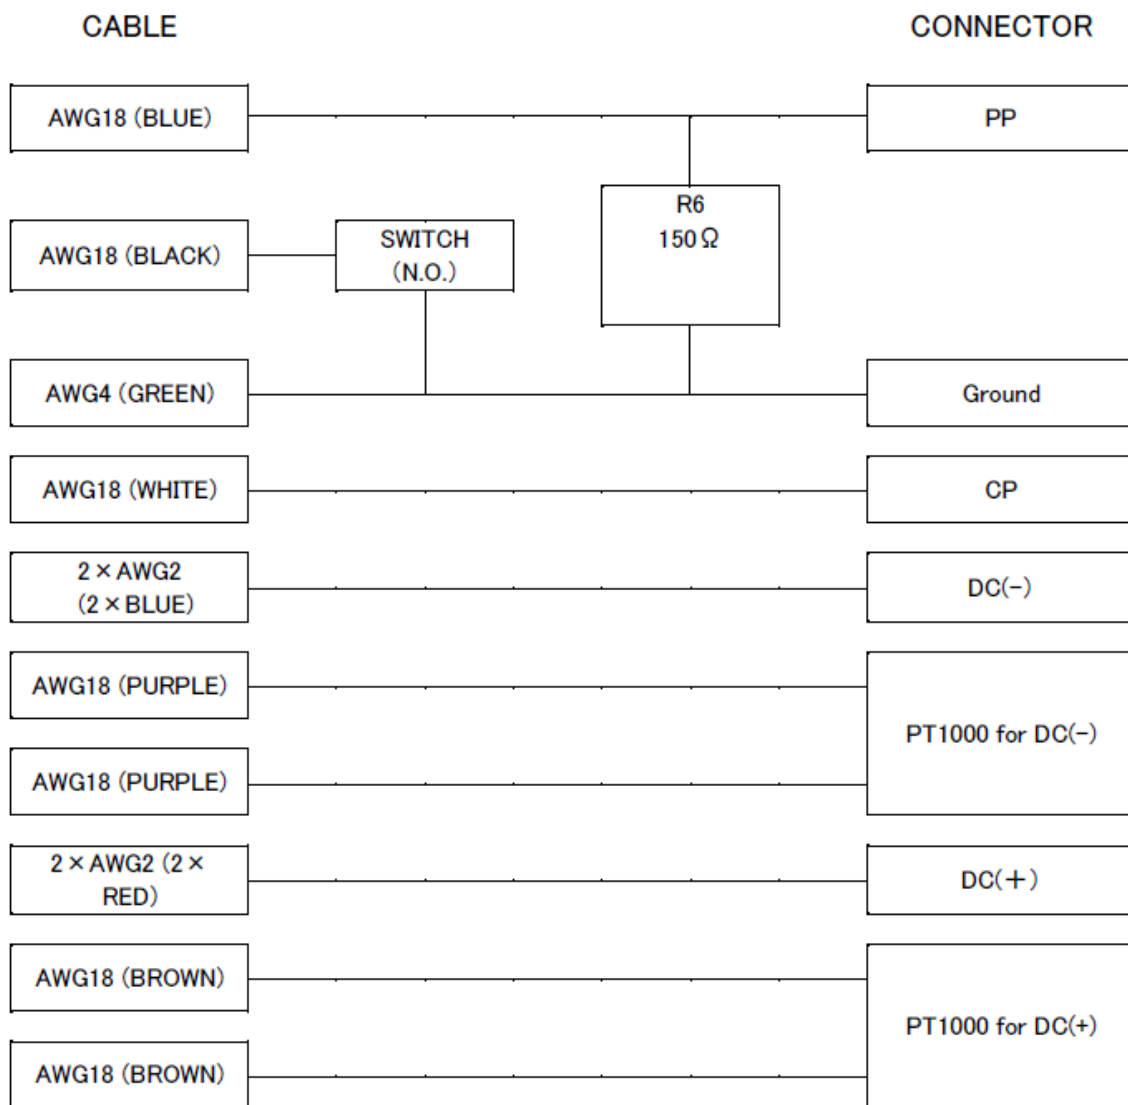 CABLE
CONNECTOR
AWG18 (BLUE)
PP
R6
150Ω
AWG18 (BLACK)
SWITCH
(N.O.)
AWG4 (GREEN)
Ground
AWG18 (WHITE)
CP
2×AWG2
(2×BLUE)
DC(−)
AWG18 (PURPLE)
PT1000 for DC(−)
AWG18 (PURPLE)
2×AWG2 (2×
RED)
DC(+)
AWG18 (BROWN)
PT1000 for DC(+)
AWG18 (BROWN)